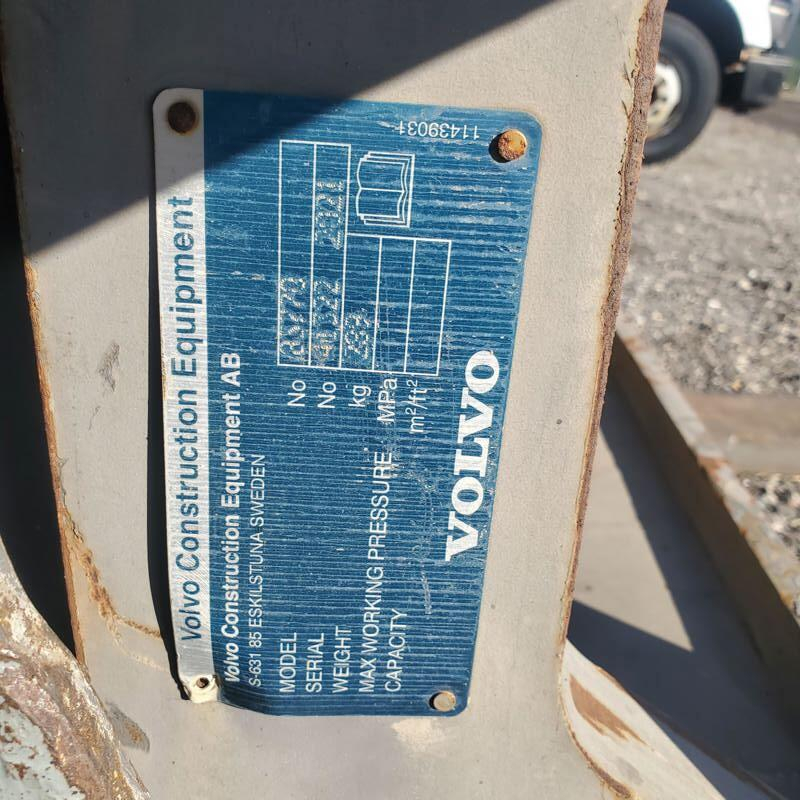 Volvo Construction Equipment
Volvo Construction Equipment AB
S-631 85 ESKILSTUNA SWEDEN
MODEL No
SERIAL No
WEIGHT kg
MAX WORKING PRESSURE MPa
CAPACITY m²/ft²
VOLVO
11439031